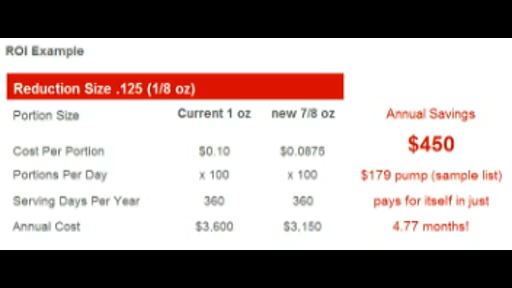 ROI Example
Reduction Size .125 (1/8 oz)
Portion Size Current 1 oz new 7/8 oz
Cost Per Portion $0.10 $0.0875
Portions Per Day x 100 x 100
Serving Days Per Year 360 360
Annual Cost $3,600 $3,150
Annual Savings
$450
$179 pump (sample list)
pays for itself in just
4.77 months!